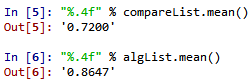 In [5]: "%.4f" % compareList.mean()
Out[5]: '0.7200'
In [6]: "%.4f" % algList.mean()
Out[6]: '0.8647'